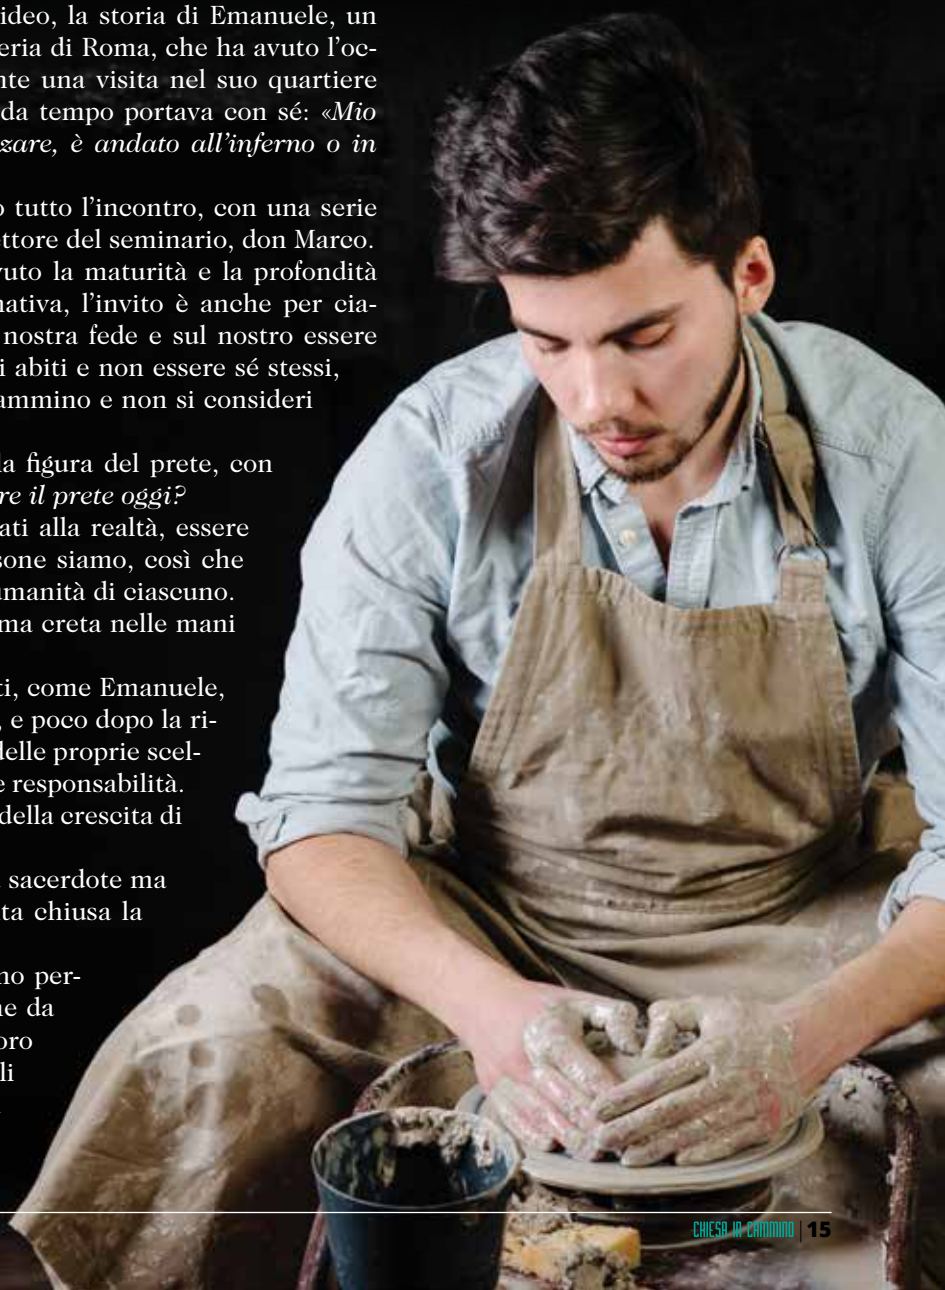 ideo, la storia di Emanuele, un
eria di Roma, che ha avuto l’oc-
nte una visita nel suo quartiere
da tempo portava con sé: «Mio
zare, è andato all’inferno o in
o tutto l’incontro, con una serie
ettore del seminario, don Marco.
vuto la maturità e la profondità
nativa, l’invito è anche per cia-
nostra fede e sul nostro essere
i abiti e non essere sé stessi,
ammino e non si consideri
la figura del prete, con
re il prete oggi?
ati alla realtà, essere
sone siamo, così che
umanità di ciascuno.
ma creta nelle mani
ti, come Emanuele,
, e poco dopo la ri-
delle proprie scel-
e responsabilità.
della crescita di
sacerdote ma
ta chiusa la
no per-
ne da
oro
li
CHIESA IN CAMMINO | 15